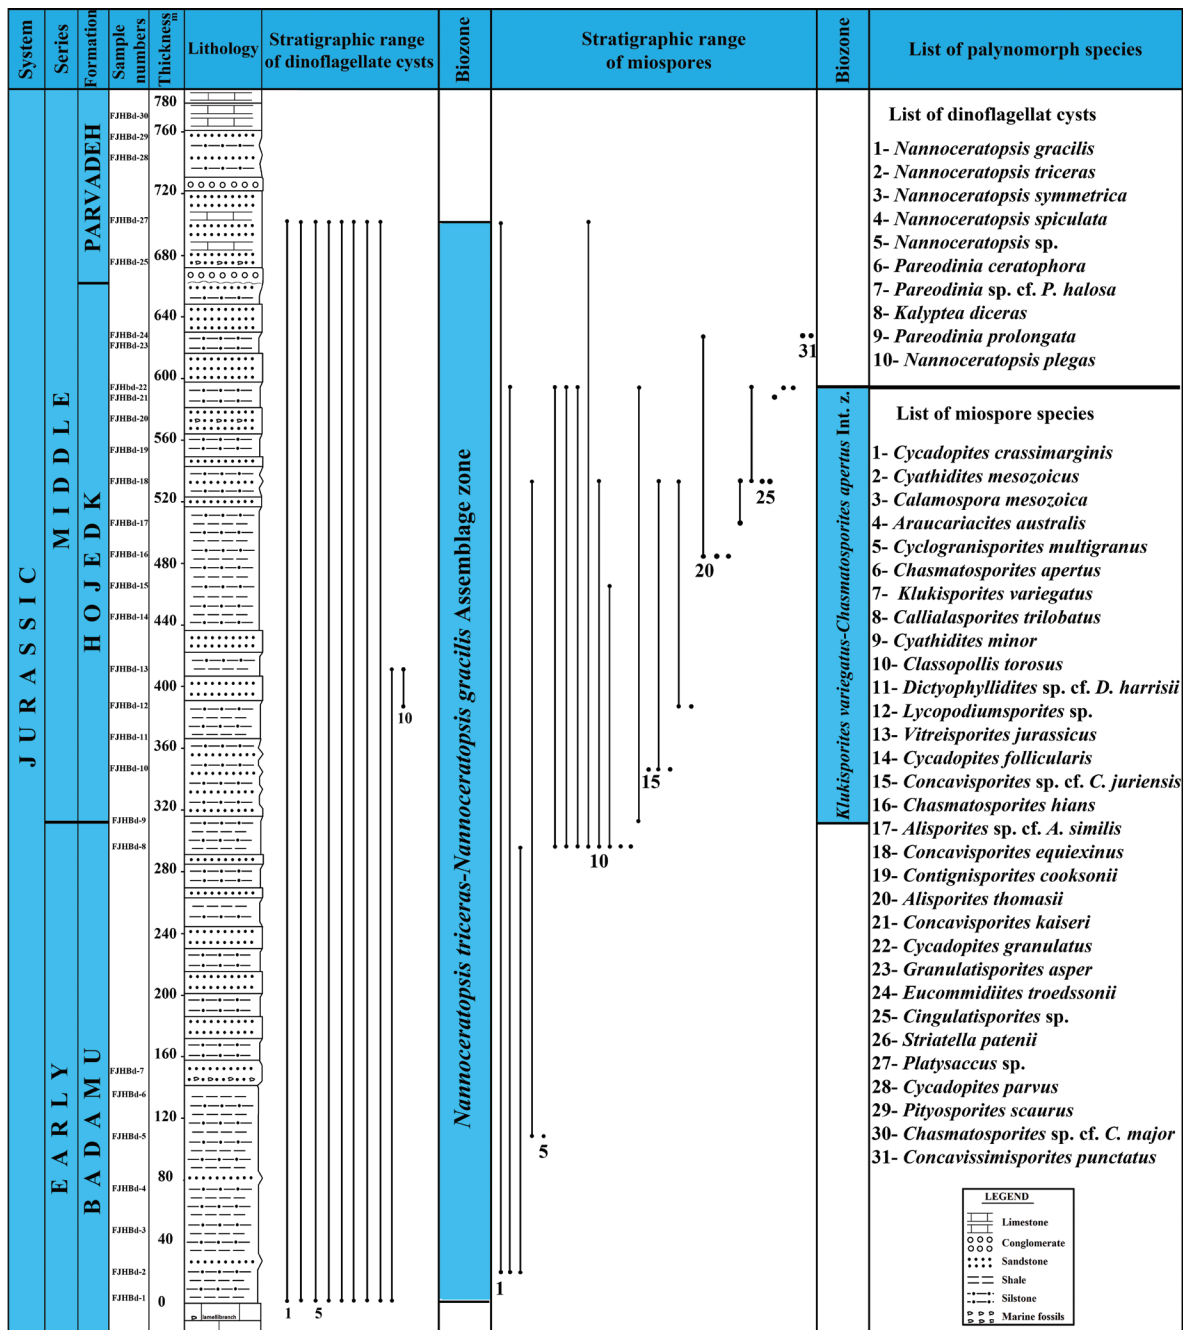 System
Series
Formation
Sample numbers
Thickness m
Lithology
Stratigraphic range
of dinoflagellate cysts
Biozone
Stratigraphic range
of miospores
Biozone
List of palynomorph species
JURASSIC
MIDDLE
EARLY
PARVADEH
HOJEDK
BADAMU
FJHBd-30
FJHBd-29
FJHBd-28
FJHBd-27
FJHBd-25
FJHBd-24
FJHBd-23
FJHbd-22
FJHBd-21
FJHBd-20
FJHBd-19
FJHBd-18
FJHBd-17
FJHBd-16
FJHBd-15
FJHBd-14
FJHBd-13
FJHBd-12
FJHBd-11
FJHBd-10
FJHBd-9
FJHBd-8
FJHBd-7
FJHBd-6
FJHBd-5
FJHBd-4
FJHBd-3
FJHBd-2
FJHBd-1
780
760
720
680
640
600
560
520
480
440
400
360
320
280
240
200
160
120
80
40
0
lamellibranch
1
5
10
Nannoceratopsis triceras-Nannoceratopsis gracilis Assemblage zone
1
5
10
15
20
25
31
Klukisporites variegatus-Chasmatosporites apertus Int. z.
List of dinoflagellat cysts
1- Nannoceratopsis gracilis
2- Nannoceratopsis triceras
3- Nannoceratopsis symmetrica
4- Nannoceratopsis spiculata
5- Nannoceratopsis sp.
6- Pareodinia ceratophora
7- Pareodinia sp. cf. P. halosa
8- Kalyptea diceras
9- Pareodinia prolongata
10- Nannoceratopsis plegas
List of miospore species
1- Cycadopites crassimarginis
2- Cyathidites mesozoicus
3- Calamospora mesozoica
4- Araucariacites australis
5- Cyclogranisporites multigranus
6- Chasmatosporites apertus
7- Klukisporites variegatus
8- Callialasporites trilobatus
9- Cyathidites minor
10- Classopollis torosus
11- Dictyophyllidites sp. cf. D. harrisii
12- Lycopodiumsporites sp.
13- Vitreisporites jurassicus
14- Cycadopites follicularis
15- Concavisporites sp. cf. C. juriensis
16- Chasmatosporites hians
17- Alisporites sp. cf. A. similis
18- Concavisporites equiexinus
19- Contignisporites cooksonii
20- Alisporites thomasii
21- Concavisporites kaiseri
22- Cycadopites granulatus
23- Granulatisporites asper
24- Eucommidiites troedssonii
25- Cingulatisporites sp.
26- Striatella patenii
27- Platysaccus sp.
28- Cycadopites parvus
29- Pityosporites scaurus
30- Chasmatosporites sp. cf. C. major
31- Concavissimisporites punctatus
LEGEND
Limestone
Conglomerate
Sandstone
Shale
Silstone
Marine fossils